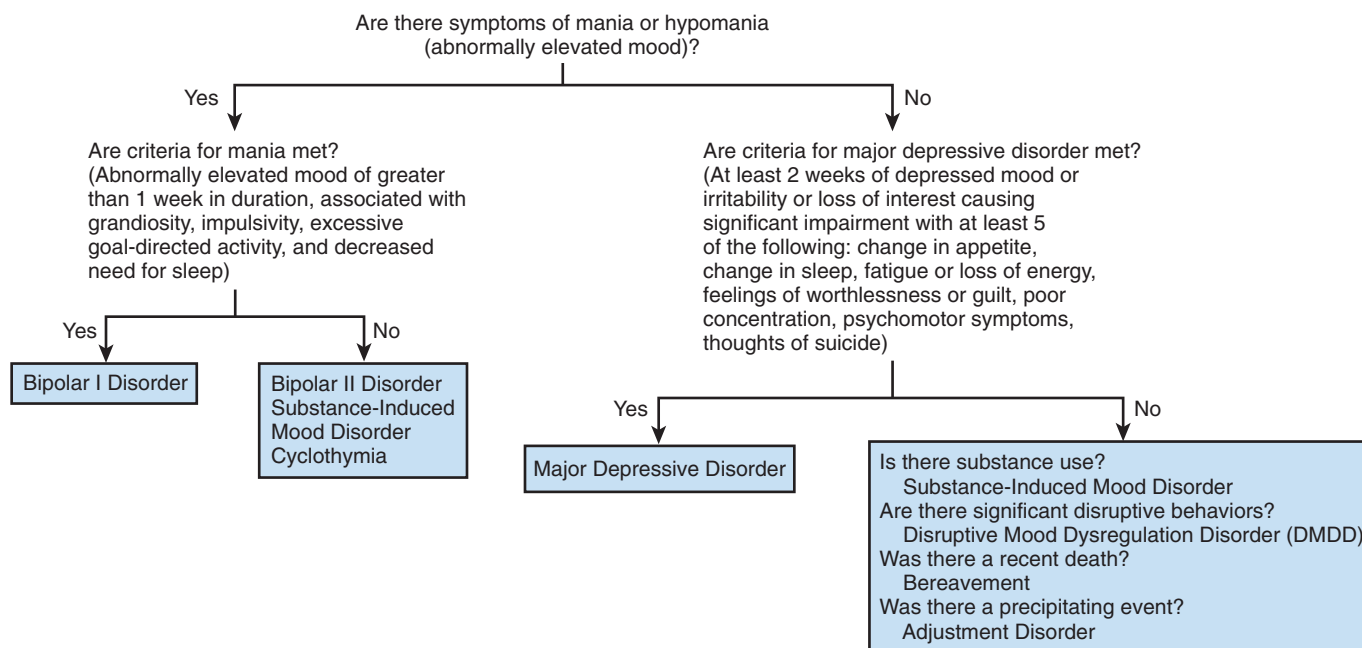 Are there symptoms of mania or hypomania
(abnormally elevated mood)?
Yes
No
Are criteria for mania met?
(Abnormally elevated mood of greater
than 1 week in duration, associated with
grandiosity, impulsivity, excessive
goal-directed activity, and decreased
need for sleep)
Are criteria for major depressive disorder met?
(At least 2 weeks of depressed mood or
irritability or loss of interest causing
significant impairment with at least 5
of the following: change in appetite,
change in sleep, fatigue or loss of energy,
feelings of worthlessness or guilt, poor
concentration, psychomotor symptoms,
thoughts of suicide)
Yes
No
Bipolar I Disorder
Bipolar II Disorder
Substance-Induced
Mood Disorder
Cyclothymia
Yes
No
Major Depressive Disorder
Is there substance use?
Substance-Induced Mood Disorder
Are there significant disruptive behaviors?
Disruptive Mood Dysregulation Disorder (DMDD)
Was there a recent death?
Bereavement
Was there a precipitating event?
Adjustment Disorder